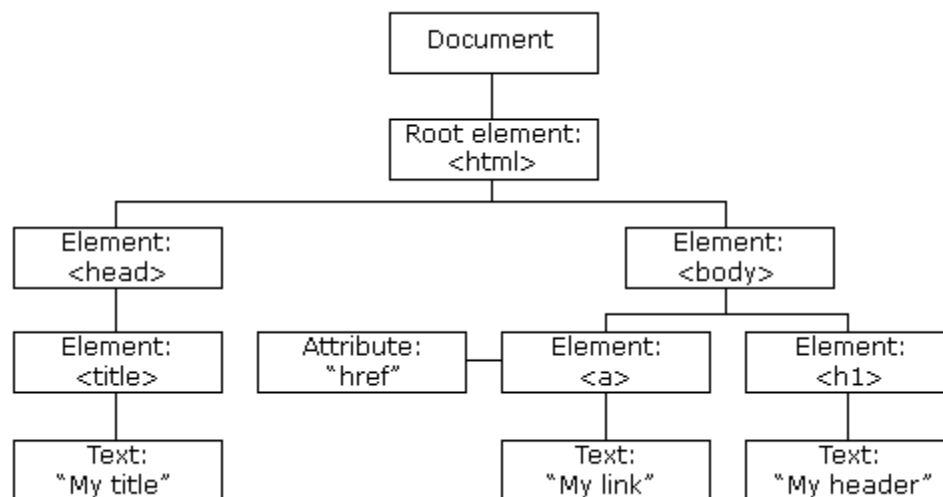 Document
Root element:
<html>
Element:
<head>
Element:
<body>
Element:
<title>
Attribute:
“href”
Element:
<a>
Element:
<h1>
Text:
“My title”
Text:
“My link”
Text:
“My header”